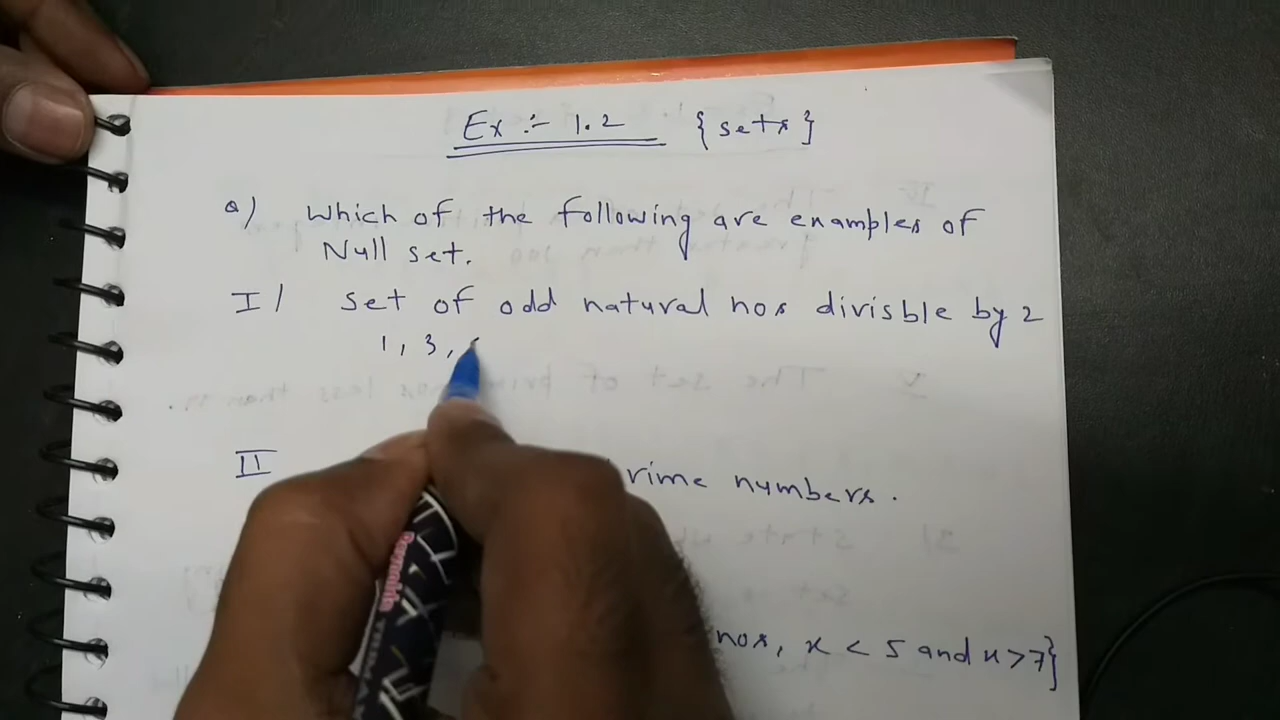 Ex :- 1.2 {sets}
Q) Which of the following are examples of
Null set.
I) set of odd natural nos divisble by 2
1, 3,
II rime numbers.
nos, x < 5 and x > 7}
Reynolds